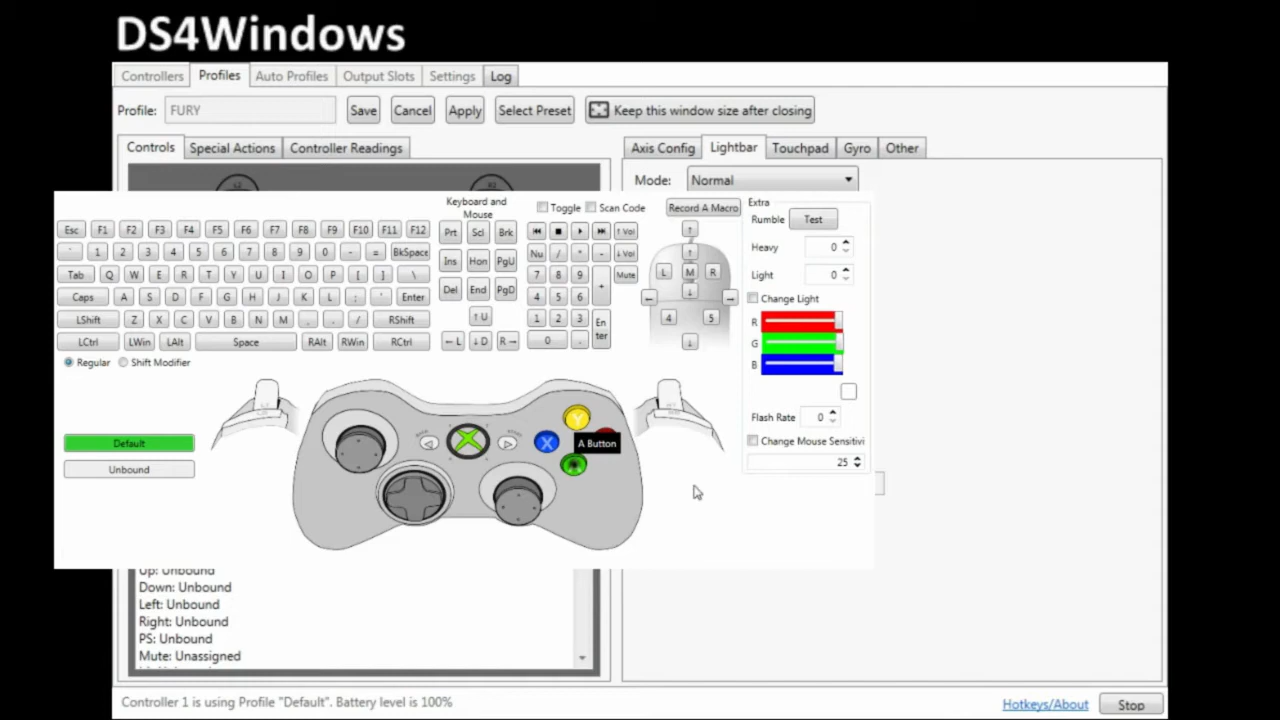 DS4Windows
Controllers Profiles Auto Profiles Output Slots Settings Log
Profile: FURY Save Cancel Apply Select Preset Keep this window size after closing
Controls Special Actions Controller Readings
Axis Config Lightbar Touchpad Gyro Other
Mode: Normal
Keyboard and
Mouse
Toggle Scan Code Record A Macro
Esc F1 F2 F3 F4 F5 F6 F7 F8 F9 F10 F11 F12 Prt Scl Brk ↑ Vol
` 1 2 3 4 5 6 7 8 9 0 - = BkSpace Nu / * - ↓ Vol
Ins Hon PgU
Tab Q W E R T Y U I O P [ ] \ 7 8 9 + Mute
Del End PgD
Caps A S D F G H J K L ; ' Enter 4 5 6
LShift Z X C V B N M , . / RShift ↑ U 1 2 3 En
ter
LCtrl LWin LAlt Space RAlt RWin RCtrl ← L ↓ D R → 0 .
L M R
4 5
Regular Shift Modifier
Default
Unbound
Y
X
A Button
Extra
Rumble Test
Heavy 0
Light 0
Change Light
R
G
B
Flash Rate 0
Change Mouse Sensitivi
25
Up: Unbound
Down: Unbound
Left: Unbound
Right: Unbound
PS: Unbound
Mute: Unassigned
Controller 1 is using Profile "Default". Battery level is 100%
Hotkeys/About Stop